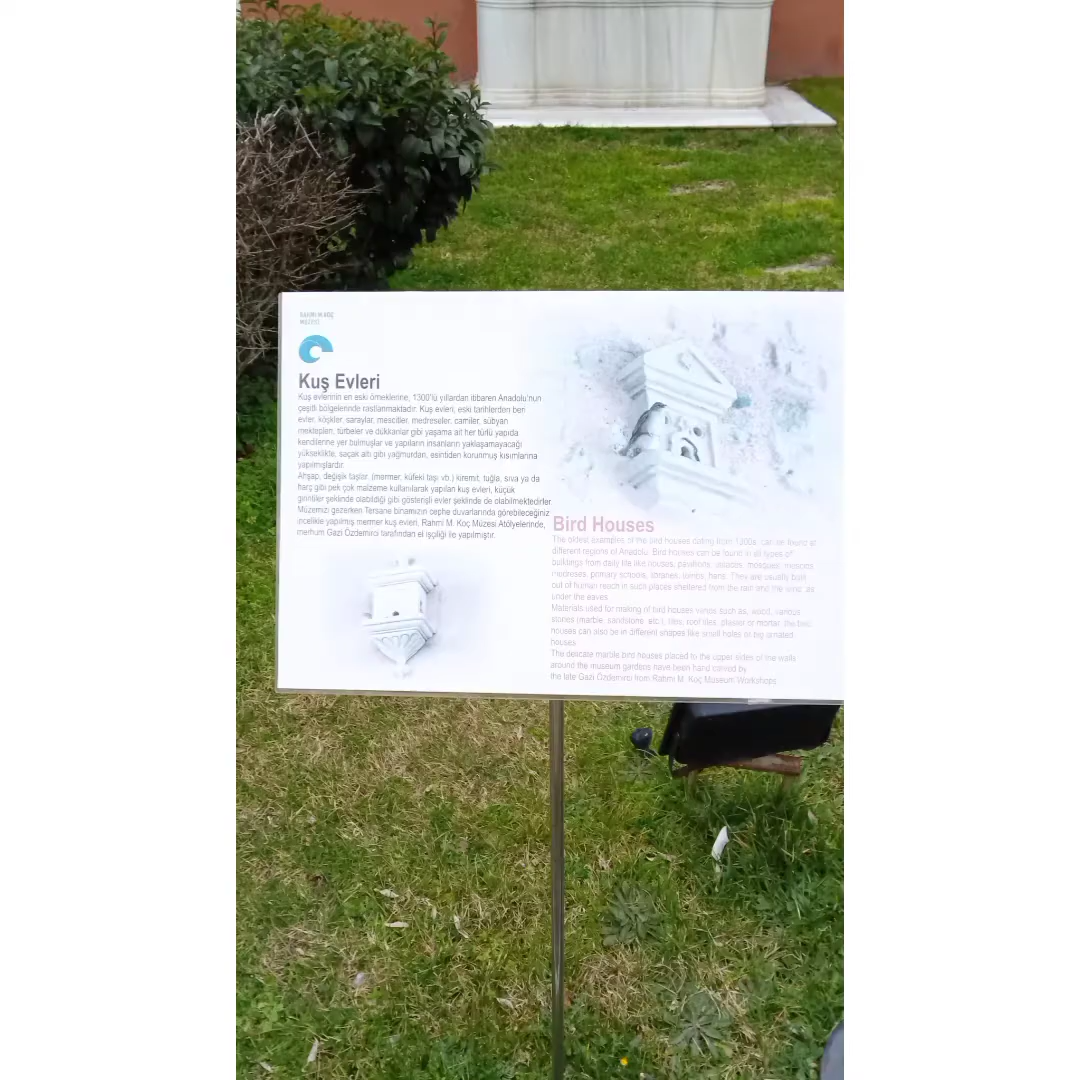 RAHMİ M KOÇ
MÜZESİ
Kuş Evleri
Kuş evlerinin en eski örneklerine, 1300'lü yıllardan itibaren Anadolu'nun
çeşitli bölgelerinde rastlanmaktadır. Kuş evleri, eski tarihlerden beri
evler, köşkler, saraylar, mescitler, medreseler, camiler, sübyan
mektepleri, türbeler ve dükkanlar gibi yaşama ait her türlü yapıda
kendilerine yer bulmuşlar ve yapıların insanların yaklaşamayacağı
yükseklikte, saçak altı gibi yağmurdan, esintiden korunmuş kısımlarına
yapılmışlardır.
Ahşap, değişik taşlar (mermer, küfeki taşı vb.) kiremit, tuğla, sıva ya da
harç gibi pek çok malzeme kullanılarak yapılan kuş evleri, küçük
girintiler şeklinde olabildiği gibi gösterişli evler şeklinde de olabilmektedirler.
Müzemizi gezerken Tersane binamızın cephe duvarlarında görebileceğiniz
incelikle yapılmış mermer kuş evleri, Rahmi M. Koç Müzesi Atölyelerinde,
merhum Gazi Özdemirci tarafından el işçiliği ile yapılmıştır.
Bird Houses
The oldest examples of the bird houses dating from 1300s, can be found at
different regions of Anadolu. Bird houses can be found in all types of
buildings from daily life like houses, pavilions, palaces, mosques, mescits,
medreses, primary schools, libraries, tombs, hans. They are usually built
out of human reach in such places sheltered from the rain and the wind, as
under the eaves.
Materials used for making of bird houses varies such as, wood, various
stones (marble, sandstone, etc.), tiles, roof tiles, plaster or mortar, the bird
houses can also be in different shapes like small holes or big ornated
houses.
The delicate marble bird houses placed to the upper sides of the walls
around the museum gardens have been hand carved by
the late Gazi Özdemirci from Rahmi M. Koç Museum Workshops.